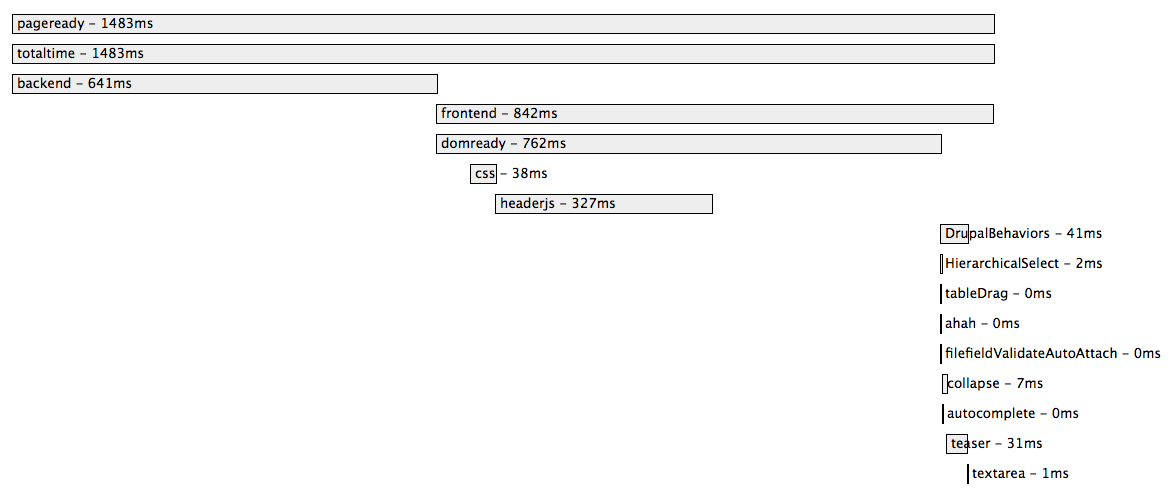 pageready – 1483ms
totaltime – 1483ms
backend – 641ms
frontend – 842ms
domready – 762ms
css – 38ms
headerjs – 327ms
DrupalBehaviors – 41ms
HierarchicalSelect – 2ms
tableDrag – 0ms
ahah – 0ms
filefieldValidateAutoAttach – 0ms
collapse – 7ms
autocomplete – 0ms
teaser – 31ms
textarea – 1ms